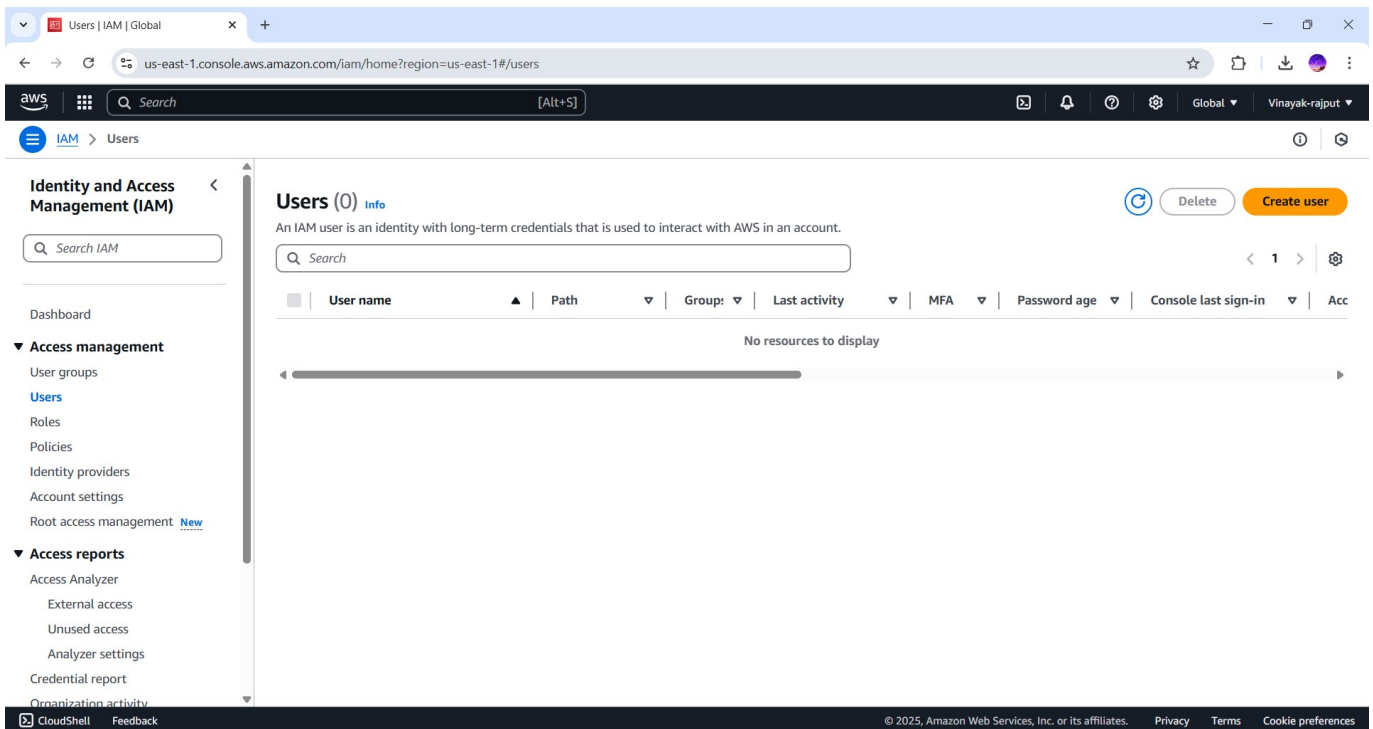 Users | IAM | Global
us-east-1.console.aws.amazon.com/iam/home?region=us-east-1#/users
aws
Search
[Alt+S]
Global
Vinayak-rajput
IAM > Users
Identity and Access
Management (IAM)
Search IAM
Dashboard
Access management
User groups
Users
Roles
Policies
Identity providers
Account settings
Root access management New
Access reports
Access Analyzer
External access
Unused access
Analyzer settings
Credential report
Organization activity
Users (0) Info
Delete
Create user
An IAM user is an identity with long-term credentials that is used to interact with AWS in an account.
Search
1
User name Path Group: Last activity MFA Password age Console last sign-in Acc
No resources to display
CloudShell Feedback
© 2025, Amazon Web Services, Inc. or its affiliates. Privacy Terms Cookie preferences